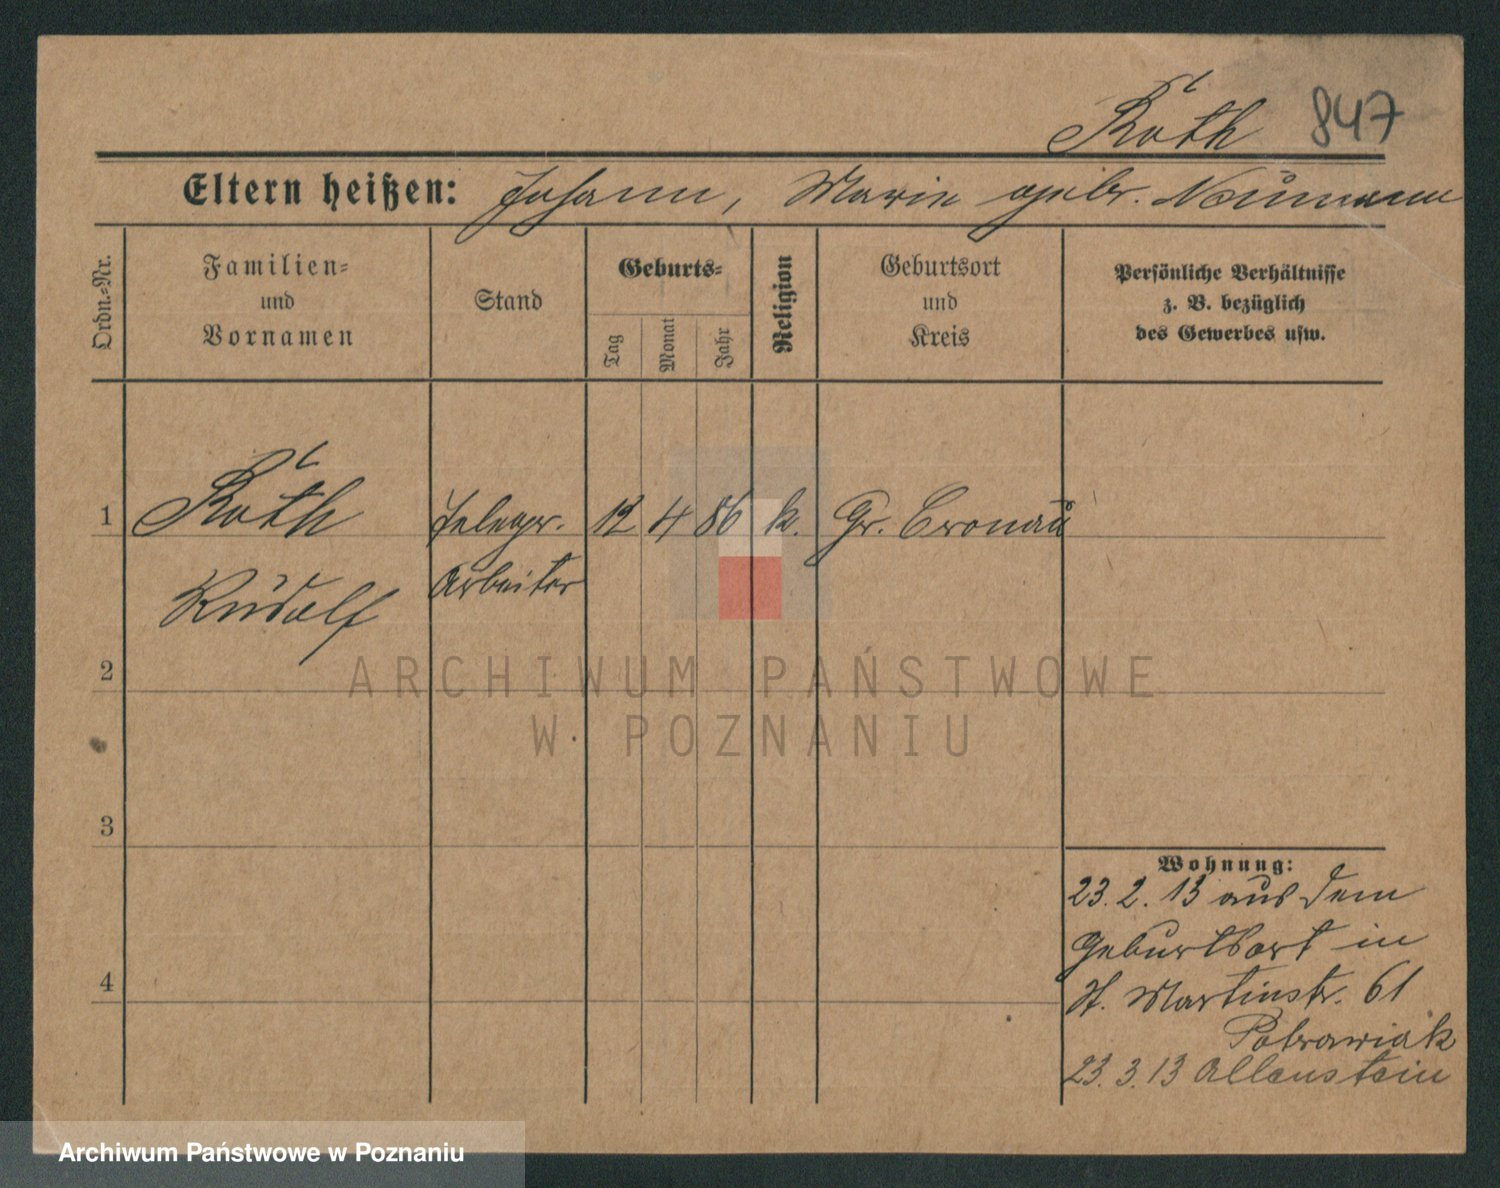 Roth 847
Eltern heißen: Johann, Marie gebr. Neumann
Ordn.=Nr.
Familien=
und
Vornamen
Stand
Geburts=
Tag
Monat
Jahr
Religion
Geburtsort
und
Kreis
Persönliche Verhältnisse
z. B. bezüglich
des Gewerbes usw.
1 Roth Telegr. 12 4 86 k. Gr. Cronau
Rudolf Arbeiter
2
3
4
ARCHIWUM PAŃSTWOWE
W POZNANIU
Wohnung:
23. 2. 13 aus dem
Geburtsort in
St. Martinstr. 61
23. 3. 13 Allenstein
Archiwum Państwowe w Poznaniu